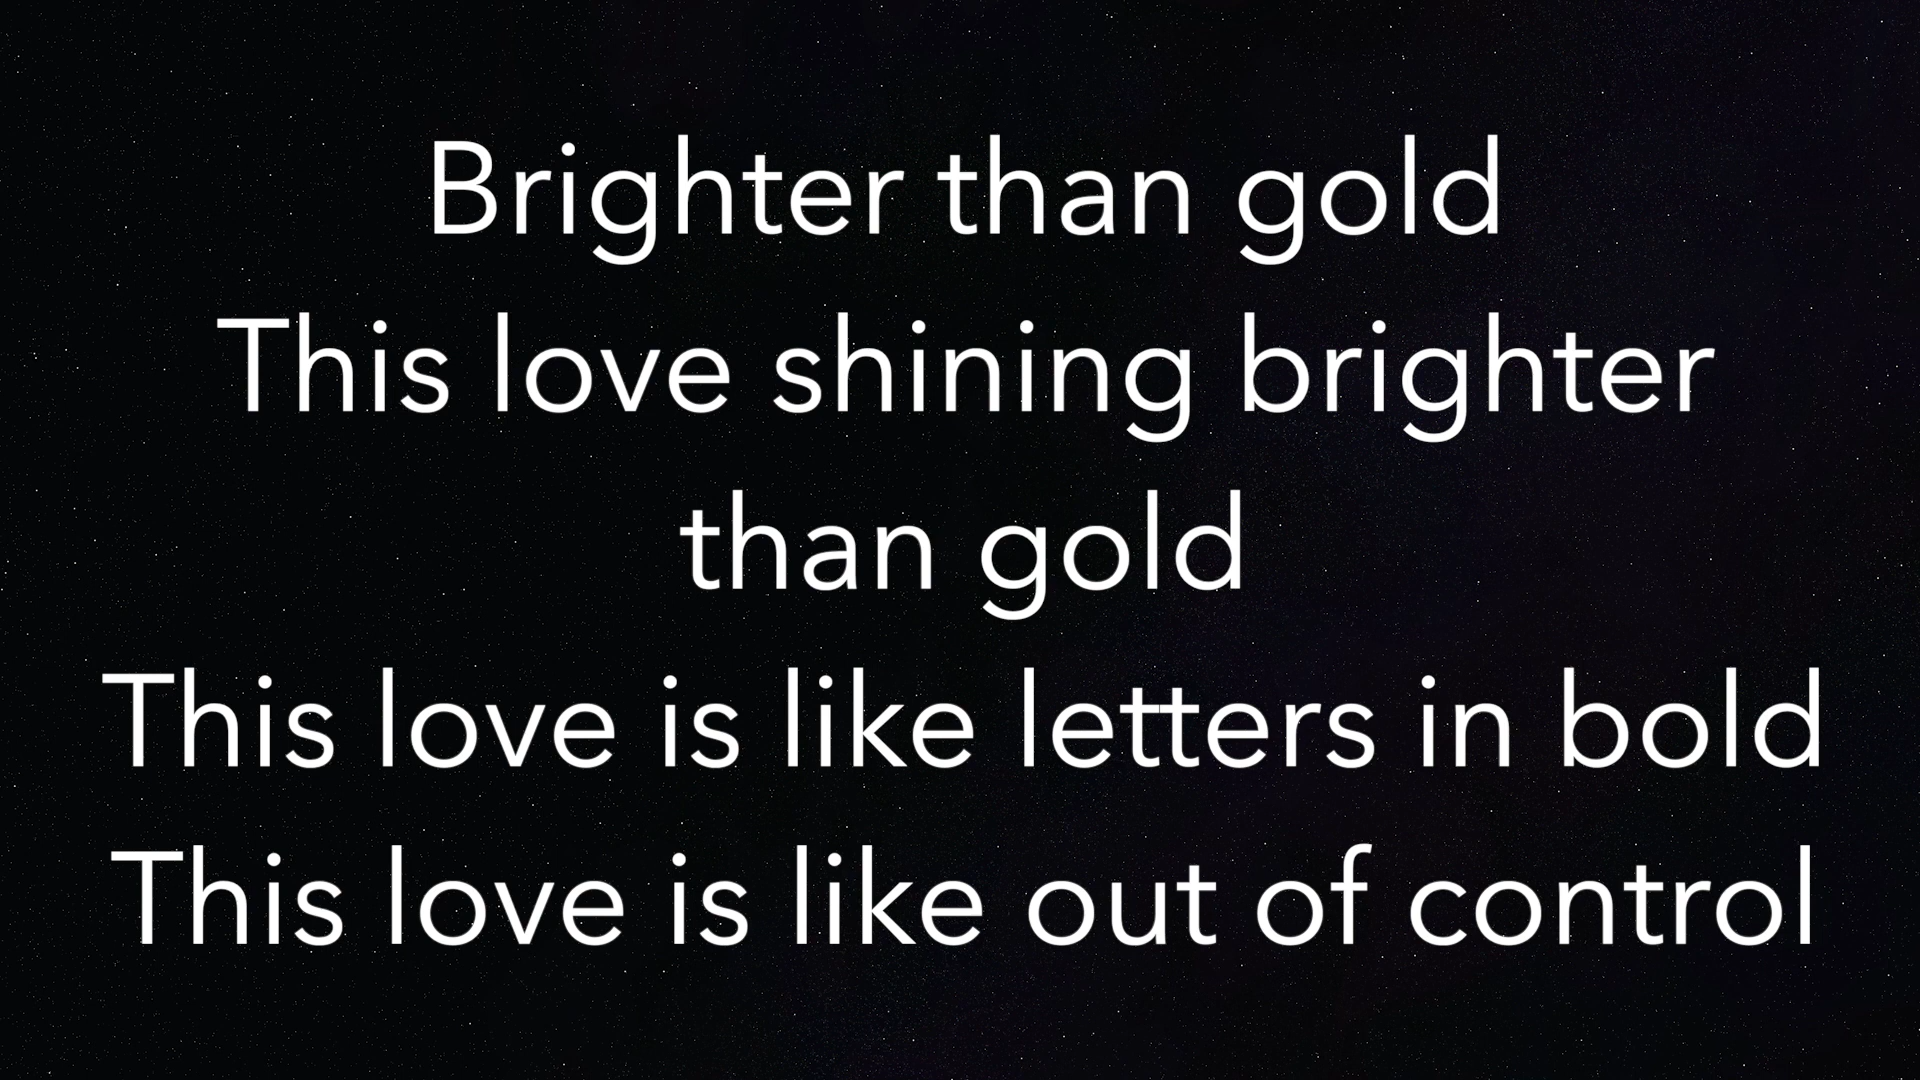 Brighter than gold
This love shining brighter
than gold
This love is like letters in bold
This love is like out of control